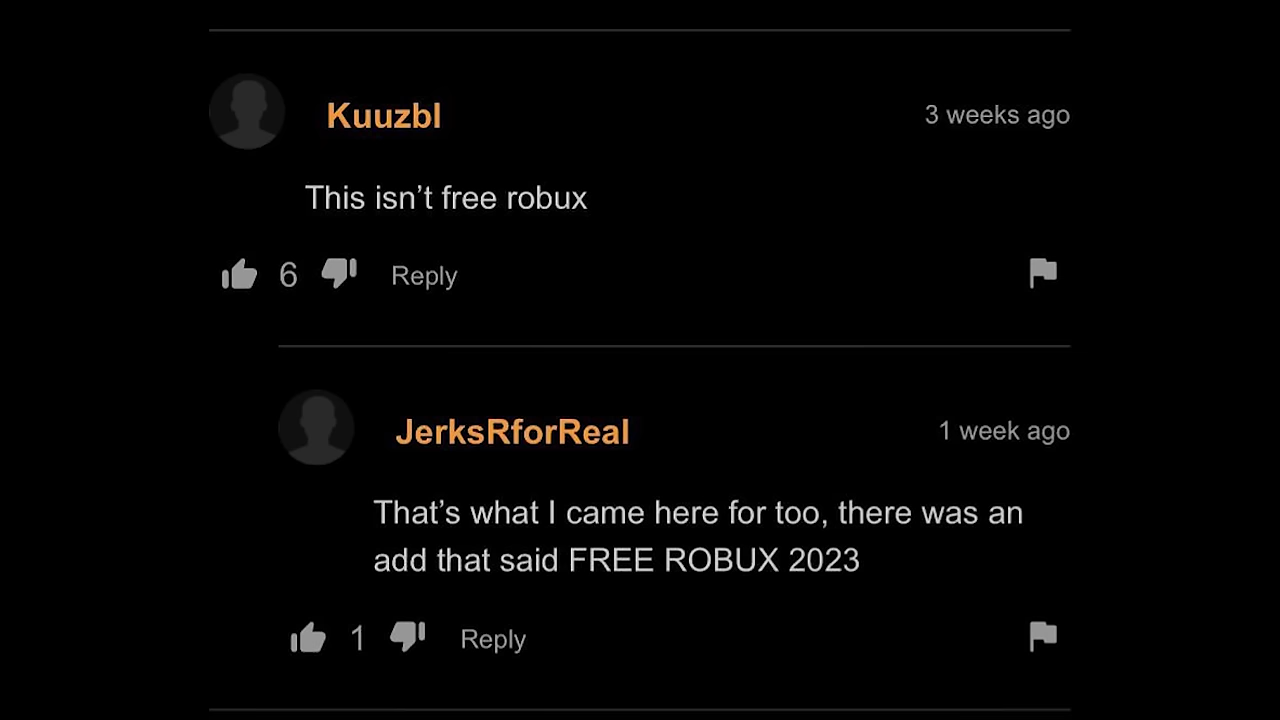 Kuuzbl
3 weeks ago
This isn’t free robux
6 Reply
JerksRforReal
1 week ago
That’s what I came here for too, there was an
add that said FREE ROBUX 2023
1 Reply